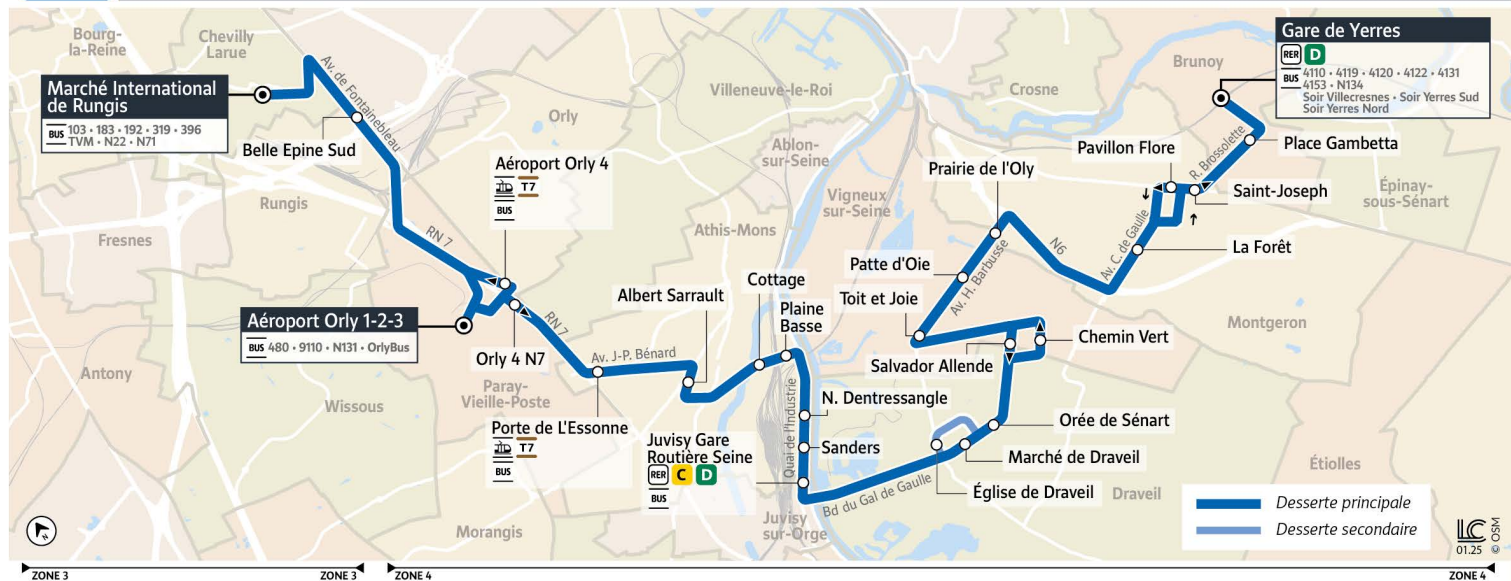 Bourg-
la-Reine
Chevilly
Larue
Marché International
de Rungis
BUS 103 • 183 • 192 • 319 • 396
TVM • N22 • N71
Av. de Fontainebleau
Belle Epine Sud
Orly
Rungis
Fresnes
Antony
Wissous
RN 7
Aéroport Orly 4
T7
BUS
Aéroport Orly 1-2-3
BUS 480 • 9110 • N131 • OrlyBus
Orly 4 N7
RN 7
Paray-
Vieille-Poste
Porte de L'Essonne
T7
BUS
Morangis
Av. J-P. Bénard
Albert Sarrault
Athis-Mons
Villeneuve-le-Roi
Ablon-
sur-Seine
Vigneux
sur-Seine
Cottage
Plaine
Basse
Quai de l'Industrie
N. Dentressangle
Sanders
Juvisy Gare
Routière Seine
RER C D
BUS
Juvisy
-sur-Orge
Bd du Gal de Gaulle
Église de Draveil
Marché de Draveil
Orée de Sénart
Draveil
Salvador Allende
Chemin Vert
Toit et Joie
Patte d'Oie
Av. H. Barbusse
Prairie de l'Oly
N6
Av. C. de Gaulle
La Forêt
Pavillon Flore
Saint-Joseph
R. Brossolette
Place Gambetta
Crosne
Brunoy
Gare de Yerres
RER D
BUS 4110 • 4119 • 4120 • 4122 • 4131
4153 • N134
Soir Villecresnes • Soir Yerres Sud
Soir Yerres Nord
Épinay-
sous-Sénart
Montgeron
Étiolles
Desserte principale
Desserte secondaire
LC
01.25
© OSM
N
ZONE 3
ZONE 3
ZONE 4
ZONE 4